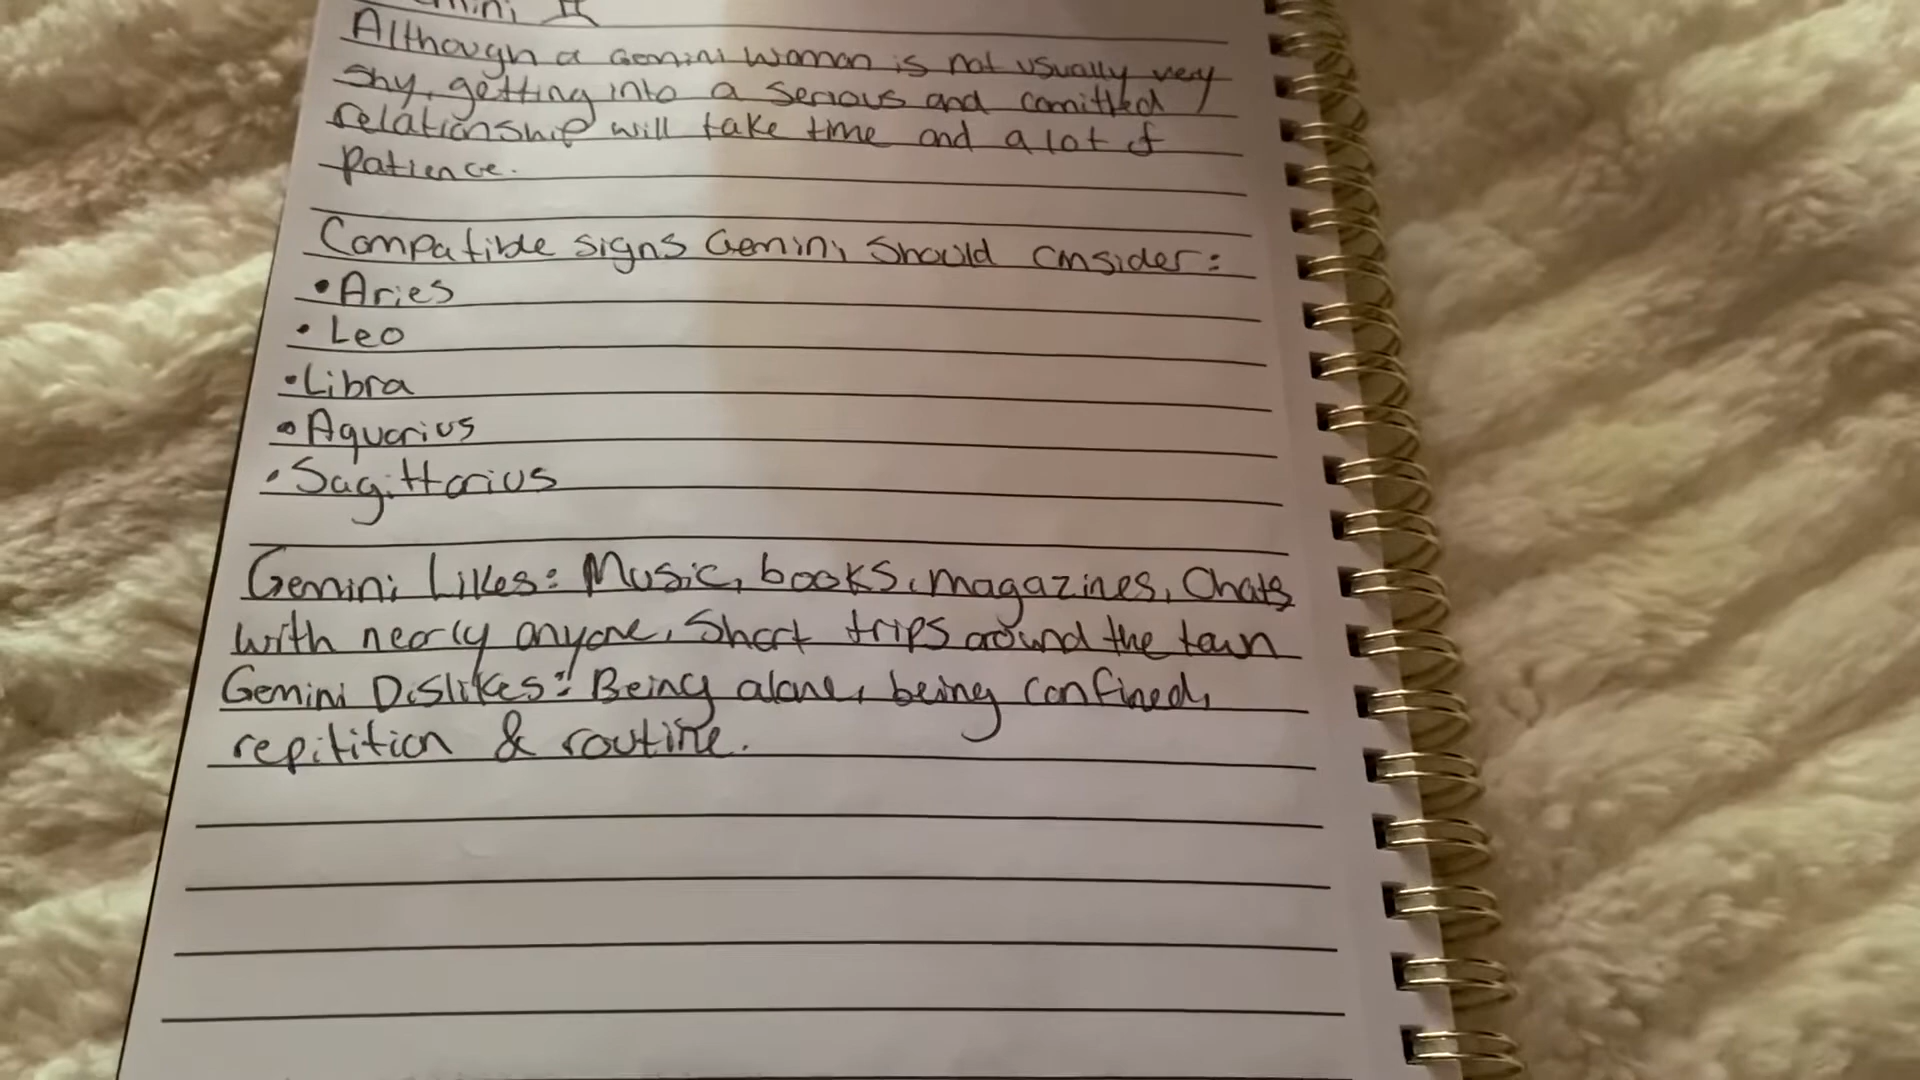 Although a Gemini woman is not usually very
shy, getting into a serious and comitted
relationship will take time and a lot of
patience.
Compatible signs Gemini should consider:
• Aries
• Leo
• Libra
• Aquarius
• Sagittarius
Gemini Likes: Music, books, magazines, Chats
with nearly anyone, Short trips around the town
Gemini Dislikes: Being alone, being confined,
repitition & routine.